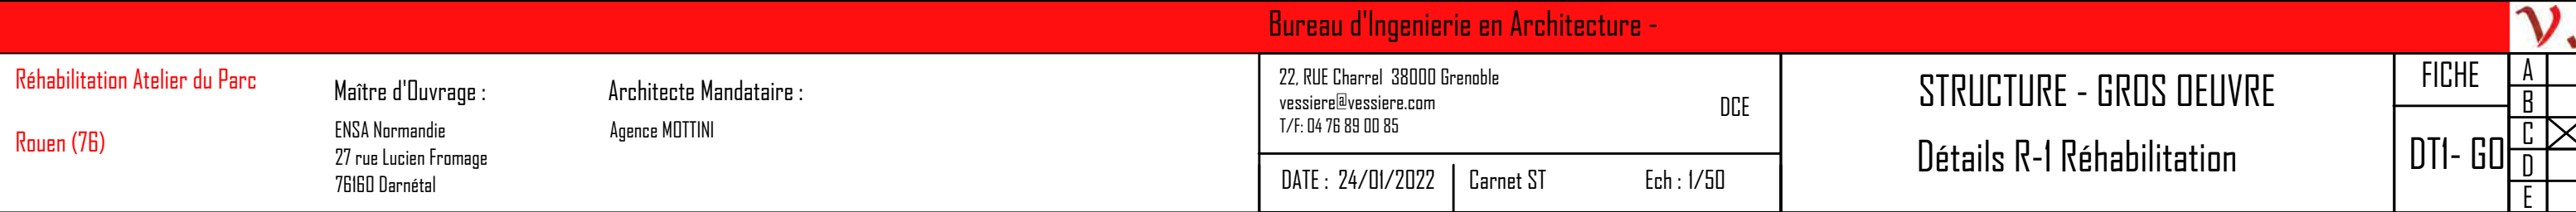 Bureau d'Ingenierie en Architecture -
Réhabilitation Atelier du Parc
Rouen (76)
Maître d'Ouvrage :
ENSA Normandie
27 rue Lucien Fromage
76160 Darnétal
Architecte Mandataire :
Agence MOTTINI
22, RUE Charrel 38000 Grenoble
vessiere@vessiere.com
T/F: 04 76 89 00 85
DCE
DATE : 24/01/2022
Carnet ST
Ech : 1/50
STRUCTURE - GROS OEUVRE
Détails R-1 Réhabilitation
FICHE
DT1- GO
A
B
C
D
E